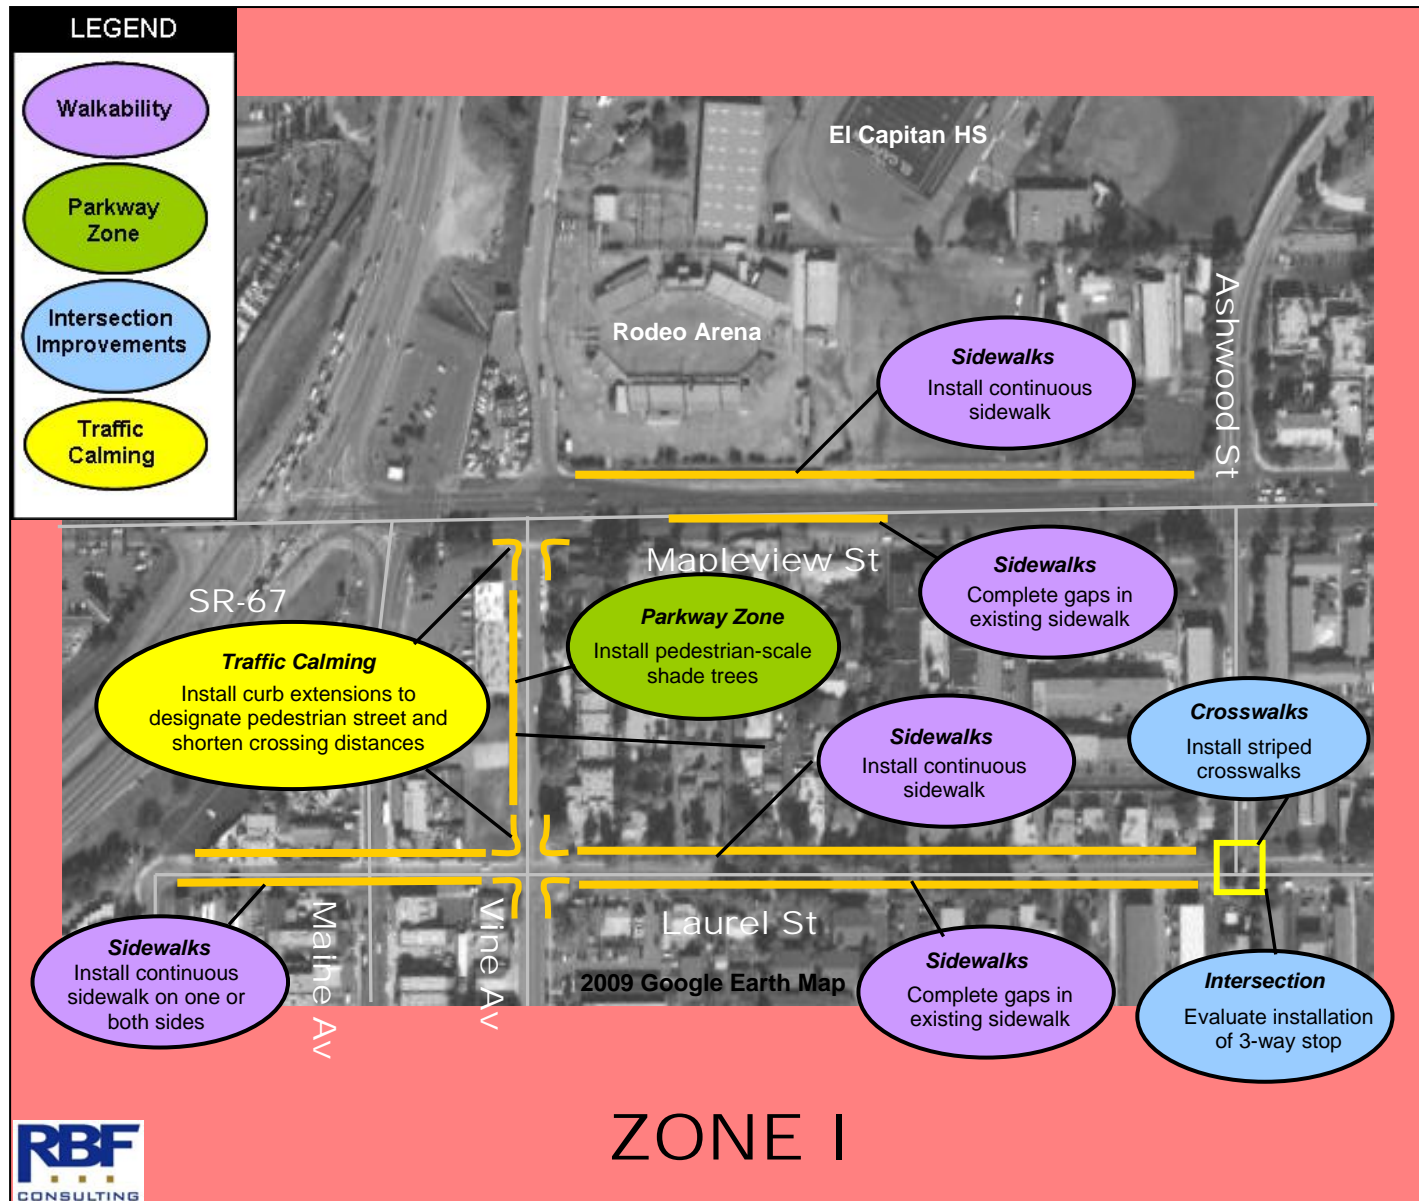 LEGEND
Walkability
Parkway
Zone
Intersection
Improvements
Traffic
Calming
El Capitan HS
Rodeo Arena
Ashwood St
Sidewalks
Install continuous
sidewalk
Mapleview St
Sidewalks
Complete gaps in
existing sidewalk
SR-67
Parkway Zone
Install pedestrian-scale
shade trees
Traffic Calming
Install curb extensions to
designate pedestrian street and
shorten crossing distances
Sidewalks
Install continuous
sidewalk
Crosswalks
Install striped
crosswalks
Maine Av
Vine Av
Laurel St
Sidewalks
Install continuous
sidewalk on one or
both sides
2009 Google Earth Map
Sidewalks
Complete gaps in
existing sidewalk
Intersection
Evaluate installation
of 3-way stop
ZONE I
RBF
CONSULTING